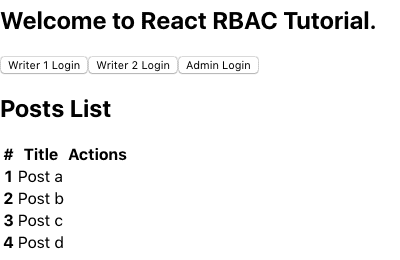 Welcome to React RBAC Tutorial.
Writer 1 Login Writer 2 Login Admin Login
Posts List
# Title Actions
1 Post a
2 Post b
3 Post c
4 Post d